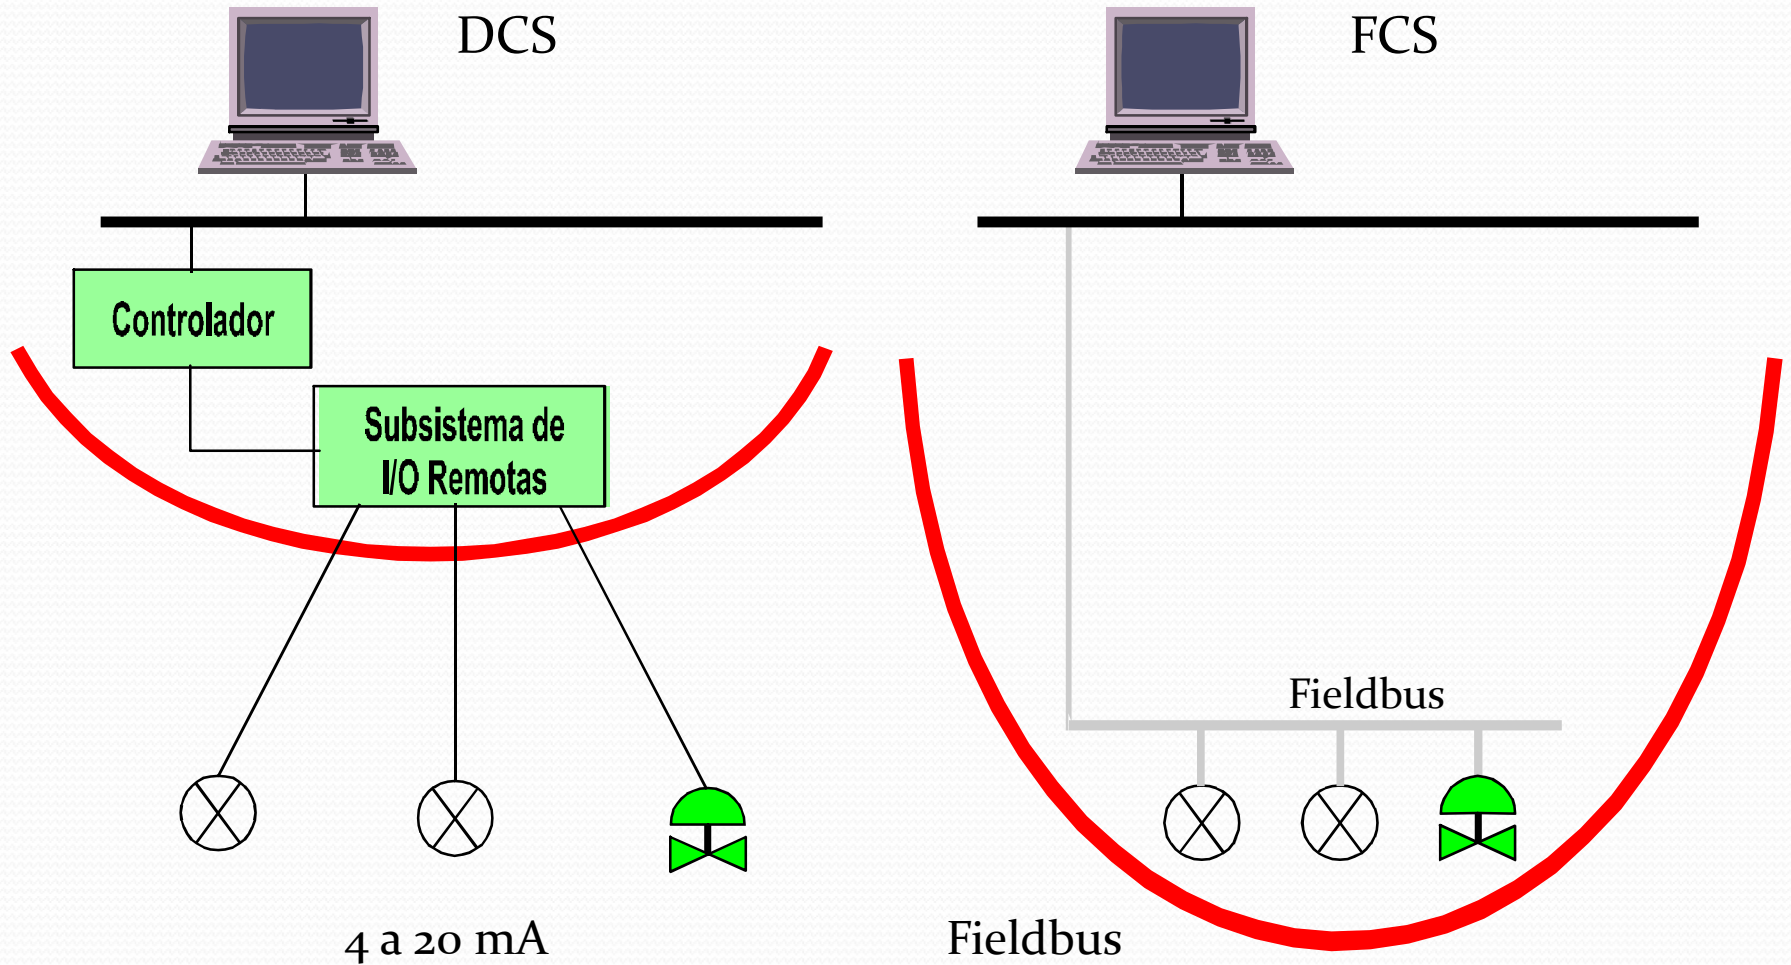 DCS
FCS
Controlador
Subsistema de
I/O Remotas
Fieldbus
4 a 20 mA
Fieldbus